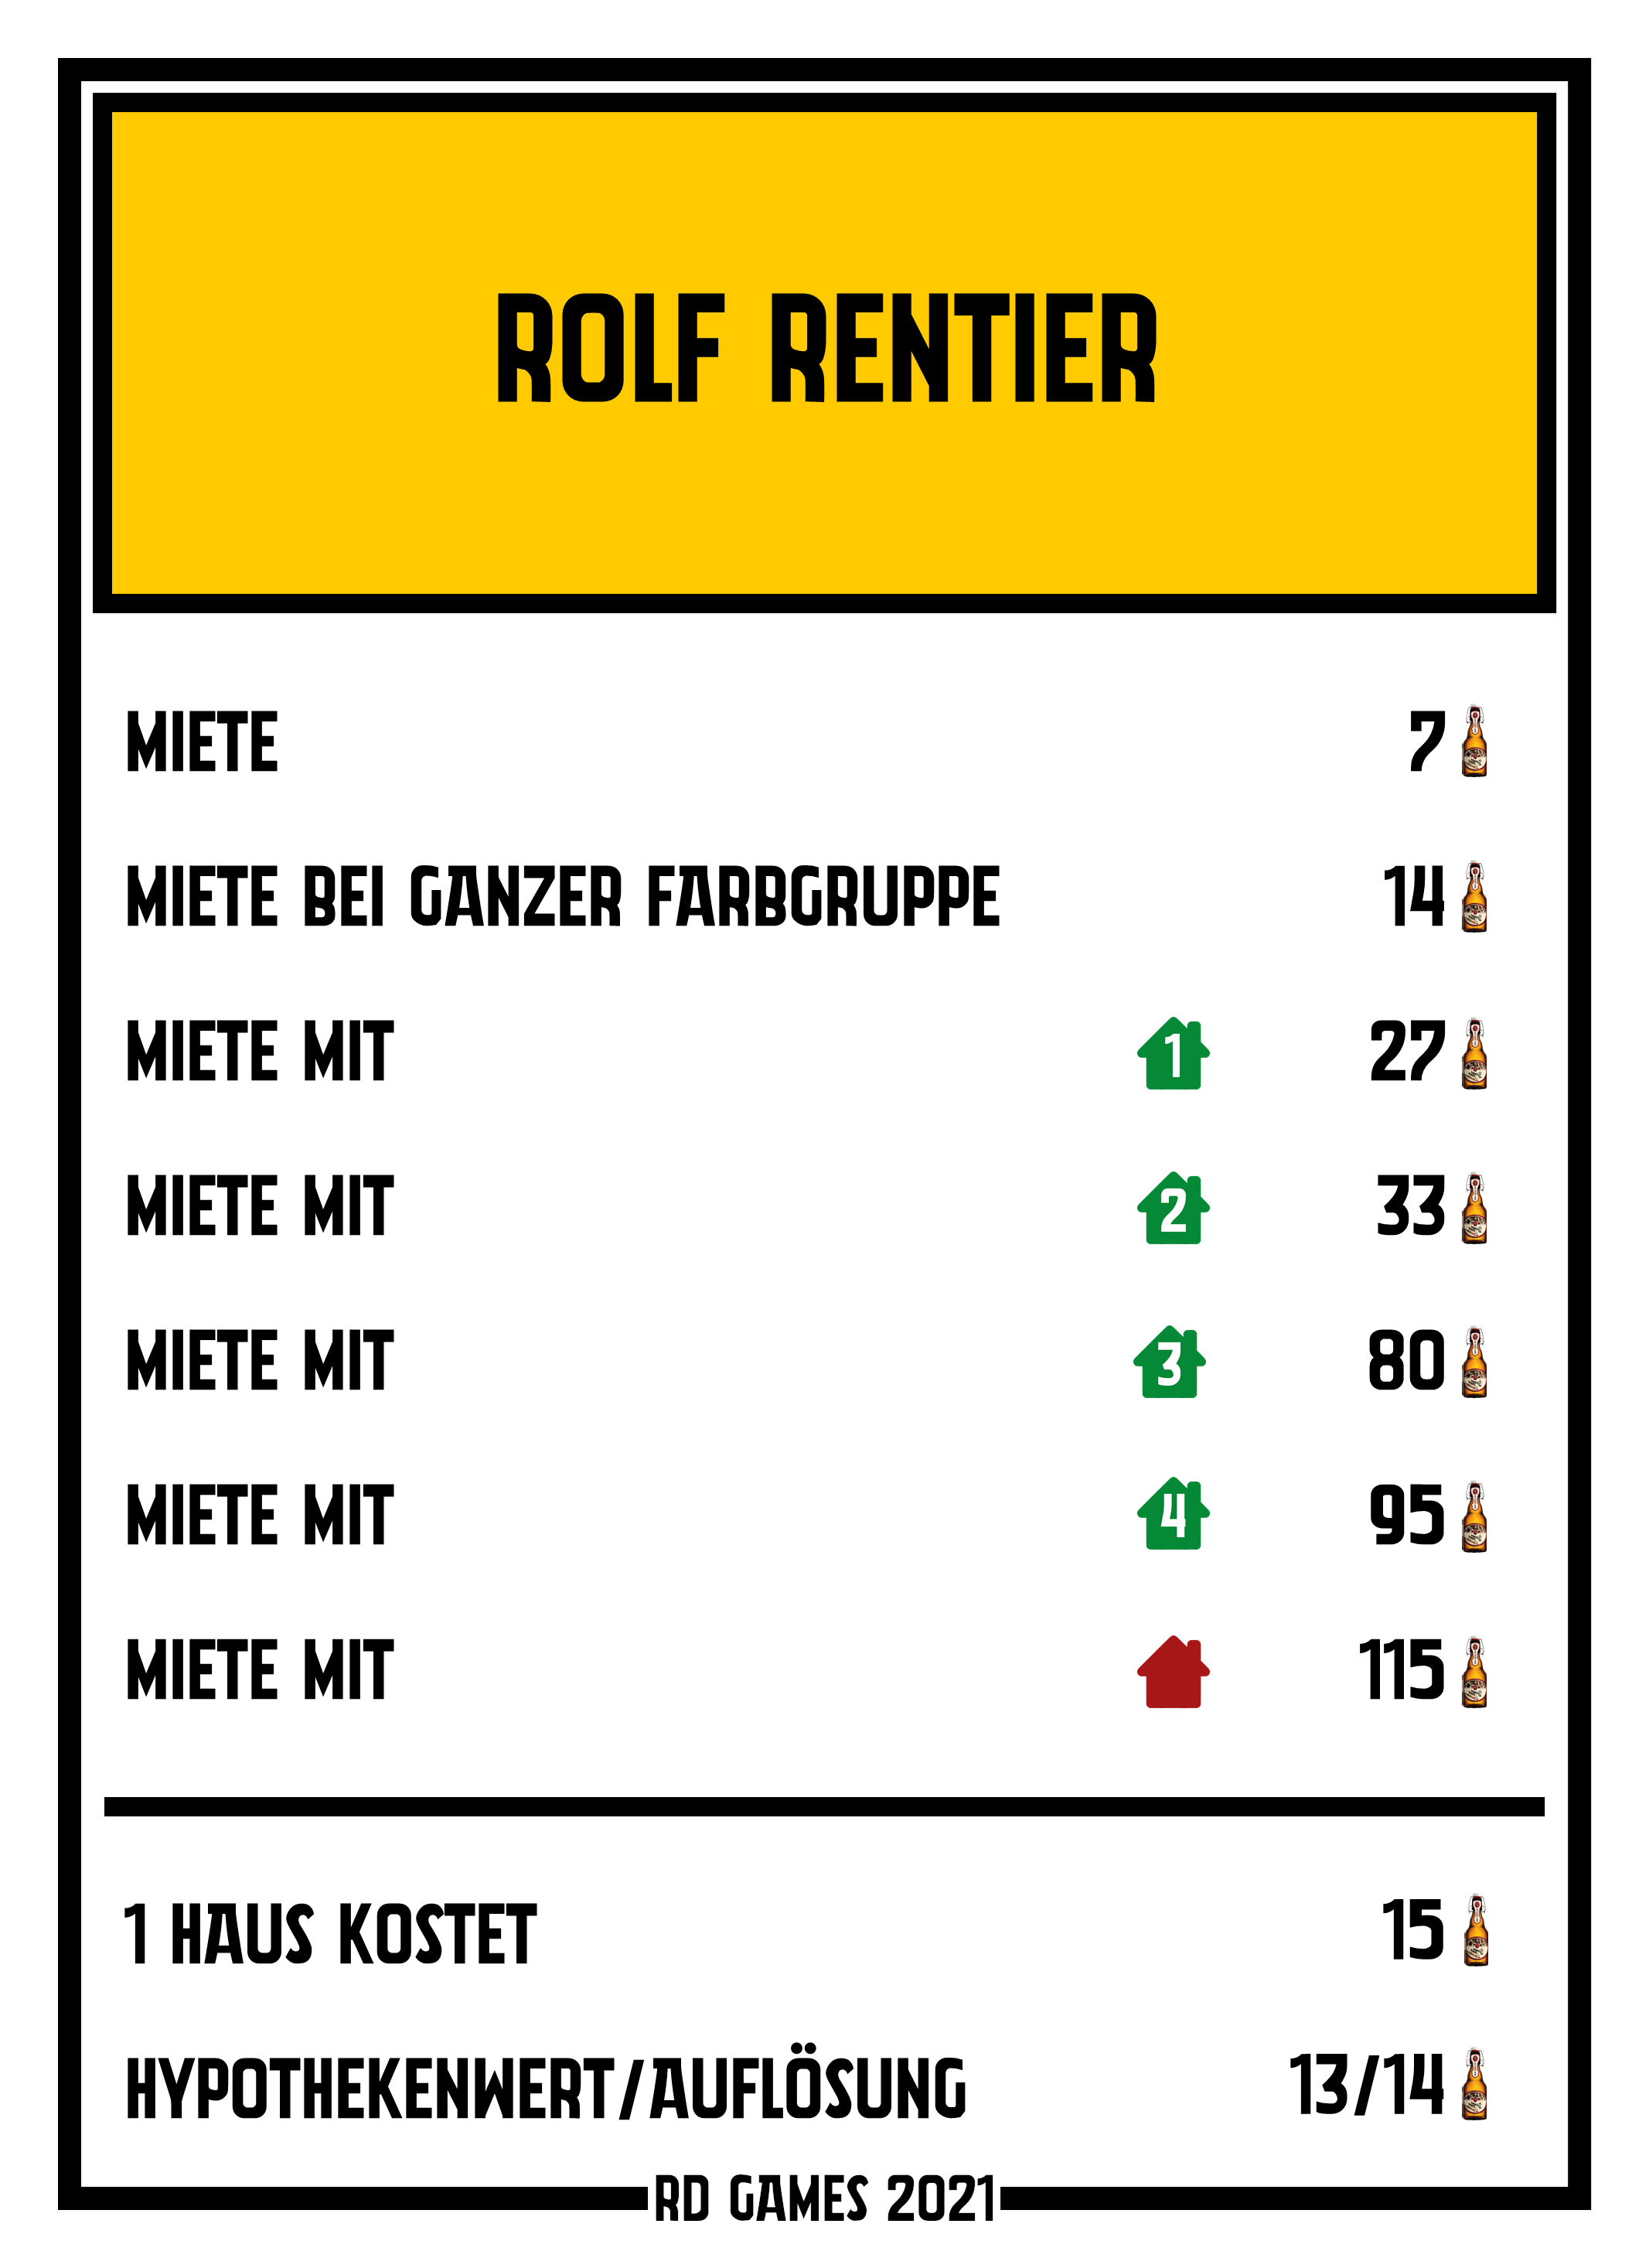 ROLF RENTIER
MIETE 7
MIETE BEI GANZER FARBGRUPPE 14
MIETE MIT 1 27
MIETE MIT 2 33
MIETE MIT 3 80
MIETE MIT 4 95
MIETE MIT 115
1 HAUS KOSTET 15
HYPOTHEKENWERT/AUFLÖSUNG 13/14
RD GAMES 2021